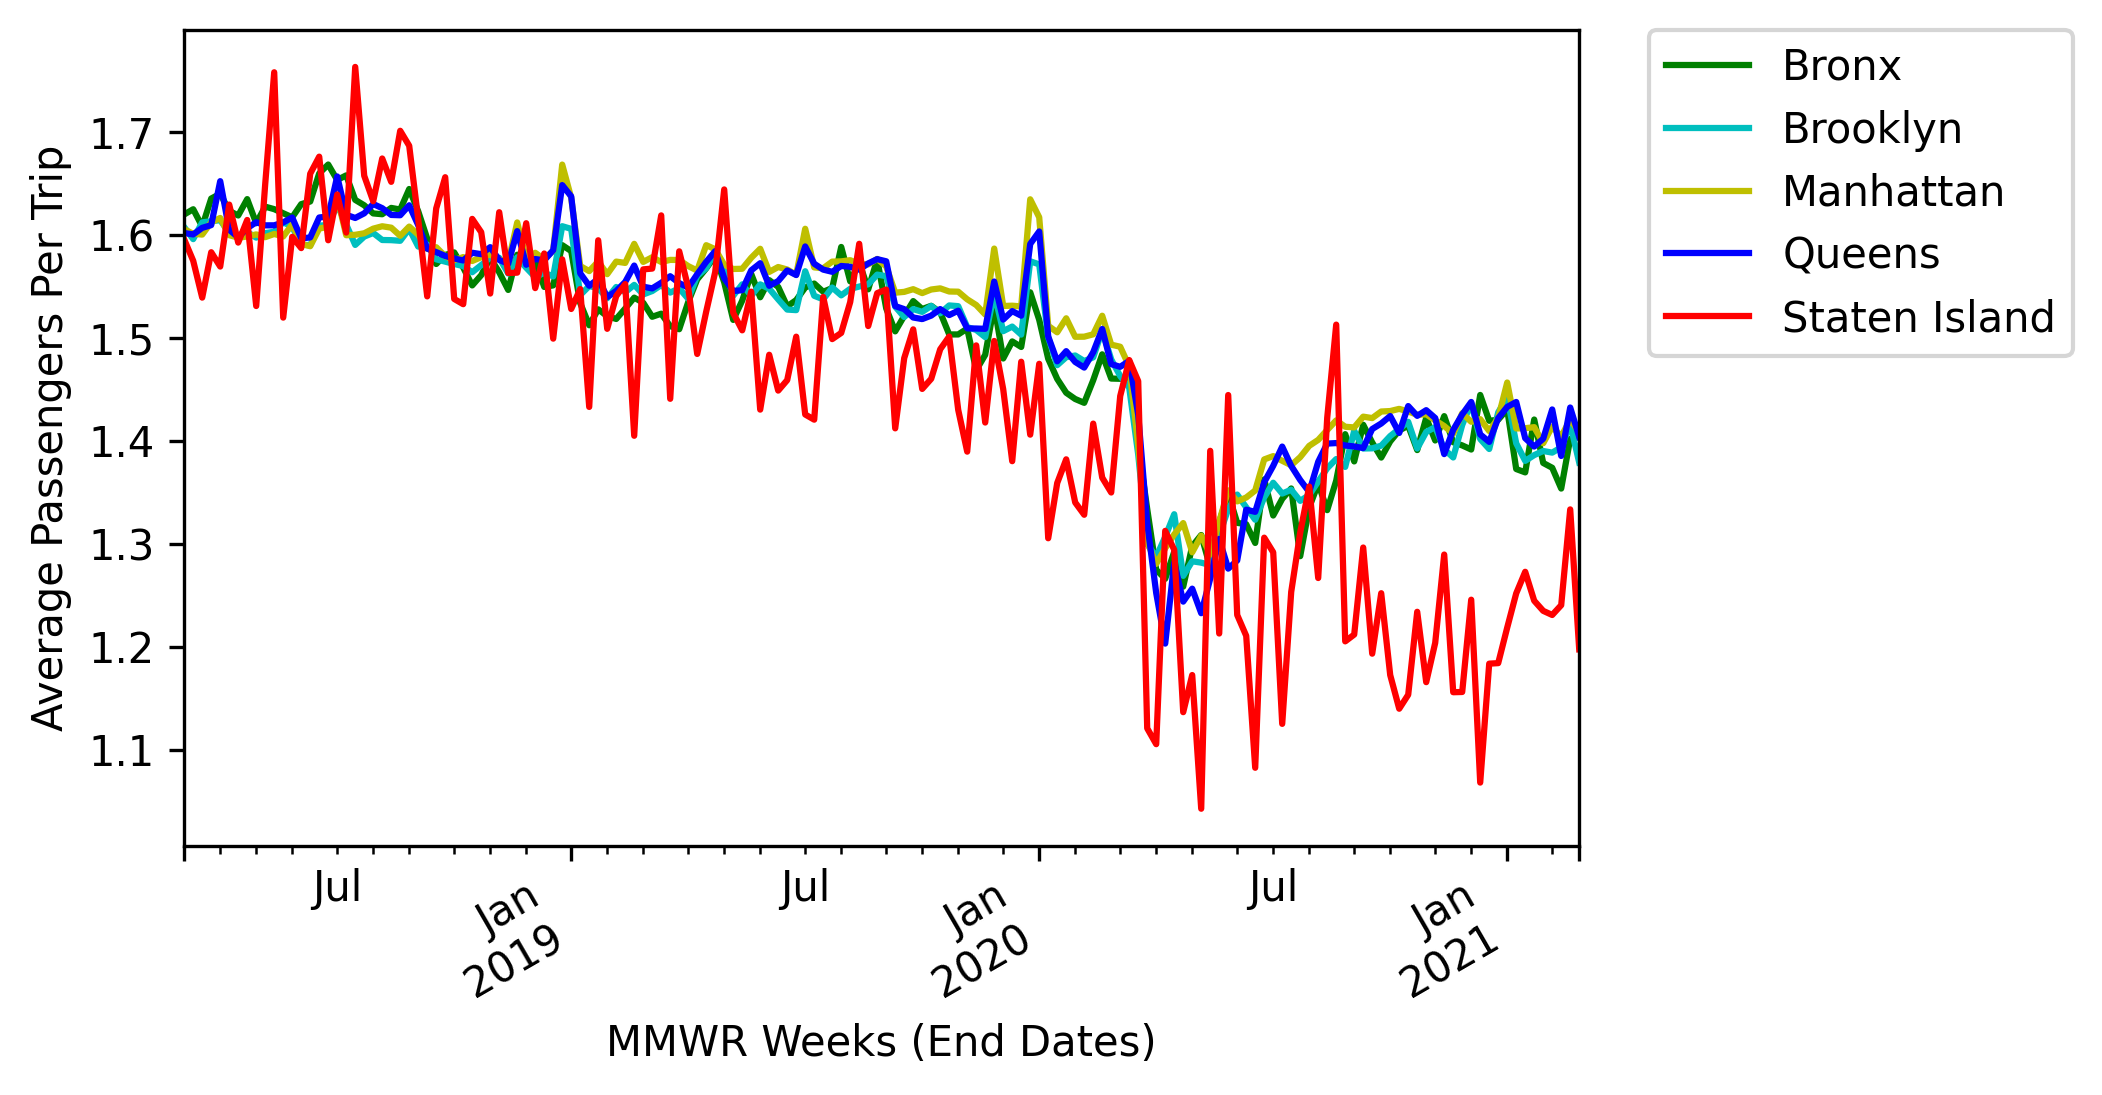 Average Passengers Per Trip
1.7
1.6
1.5
1.4
1.3
1.2
1.1
Jul
Jan
2019
Jul
Jan
2020
Jul
Jan
2021
MMWR Weeks (End Dates)
Bronx
Brooklyn
Manhattan
Queens
Staten Island